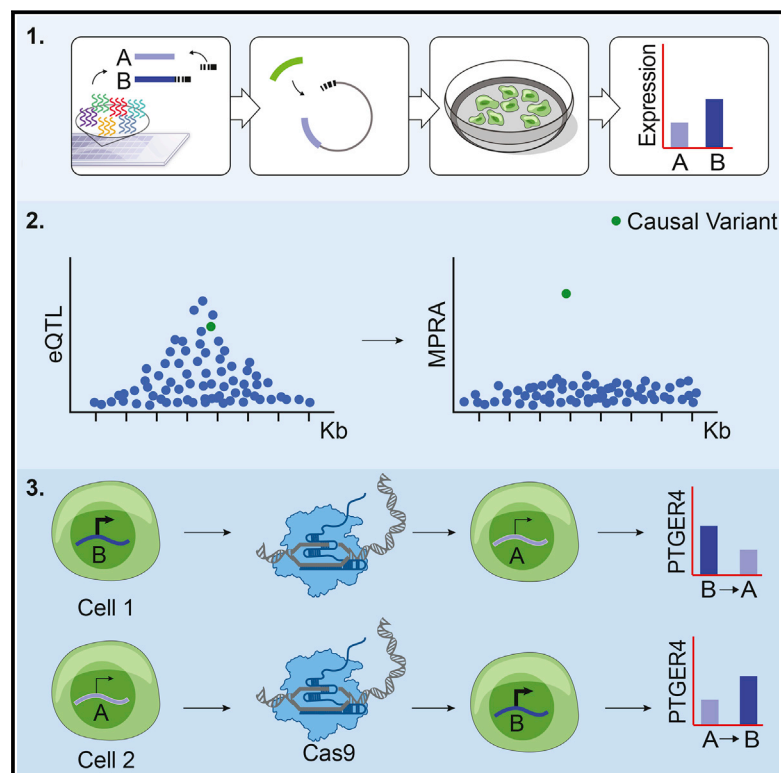 1.
A
B
Expression
A B
2.
Causal Variant
eQTL
Kb
MPRA
Kb
3.
B
Cell 1
A
PTGER4
B→A
A
Cell 2
Cas9
B
PTGER4
A→B